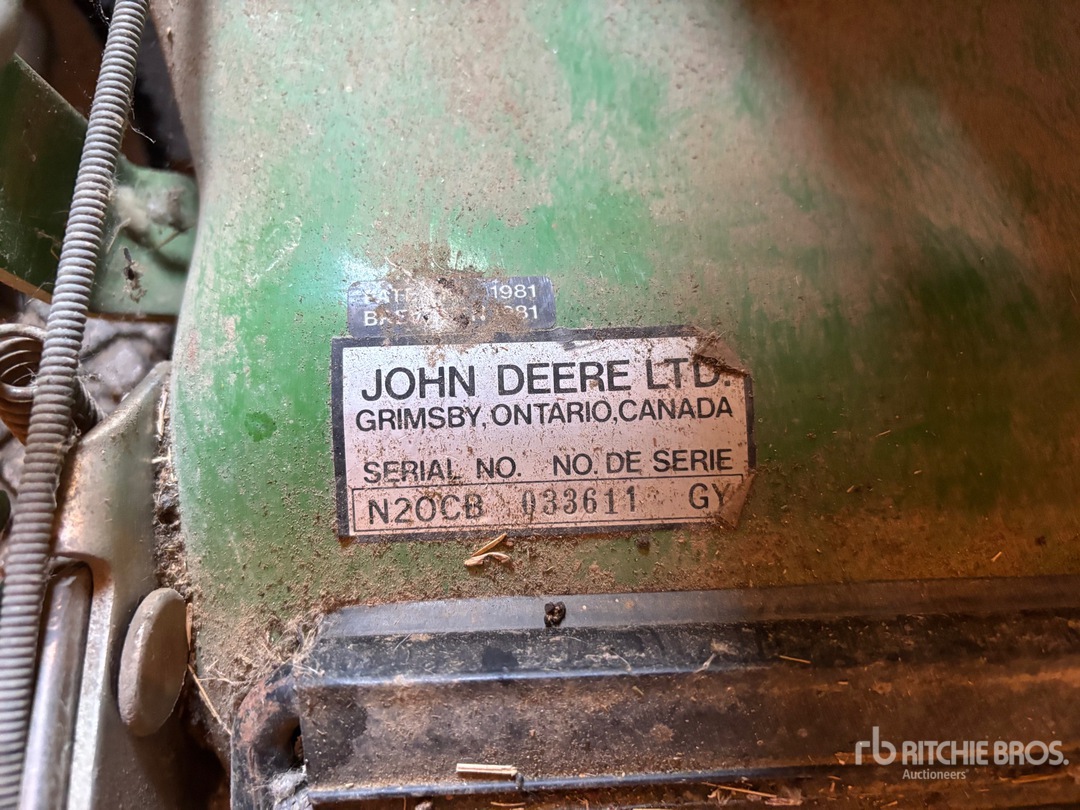 1981
JOHN DEERE LTD.
GRIMSBY, ONTARIO, CANADA
SERIAL NO. NO. DE SERIE
N20CB 033611 GY
rb RITCHIE BROS.
Auctioneers